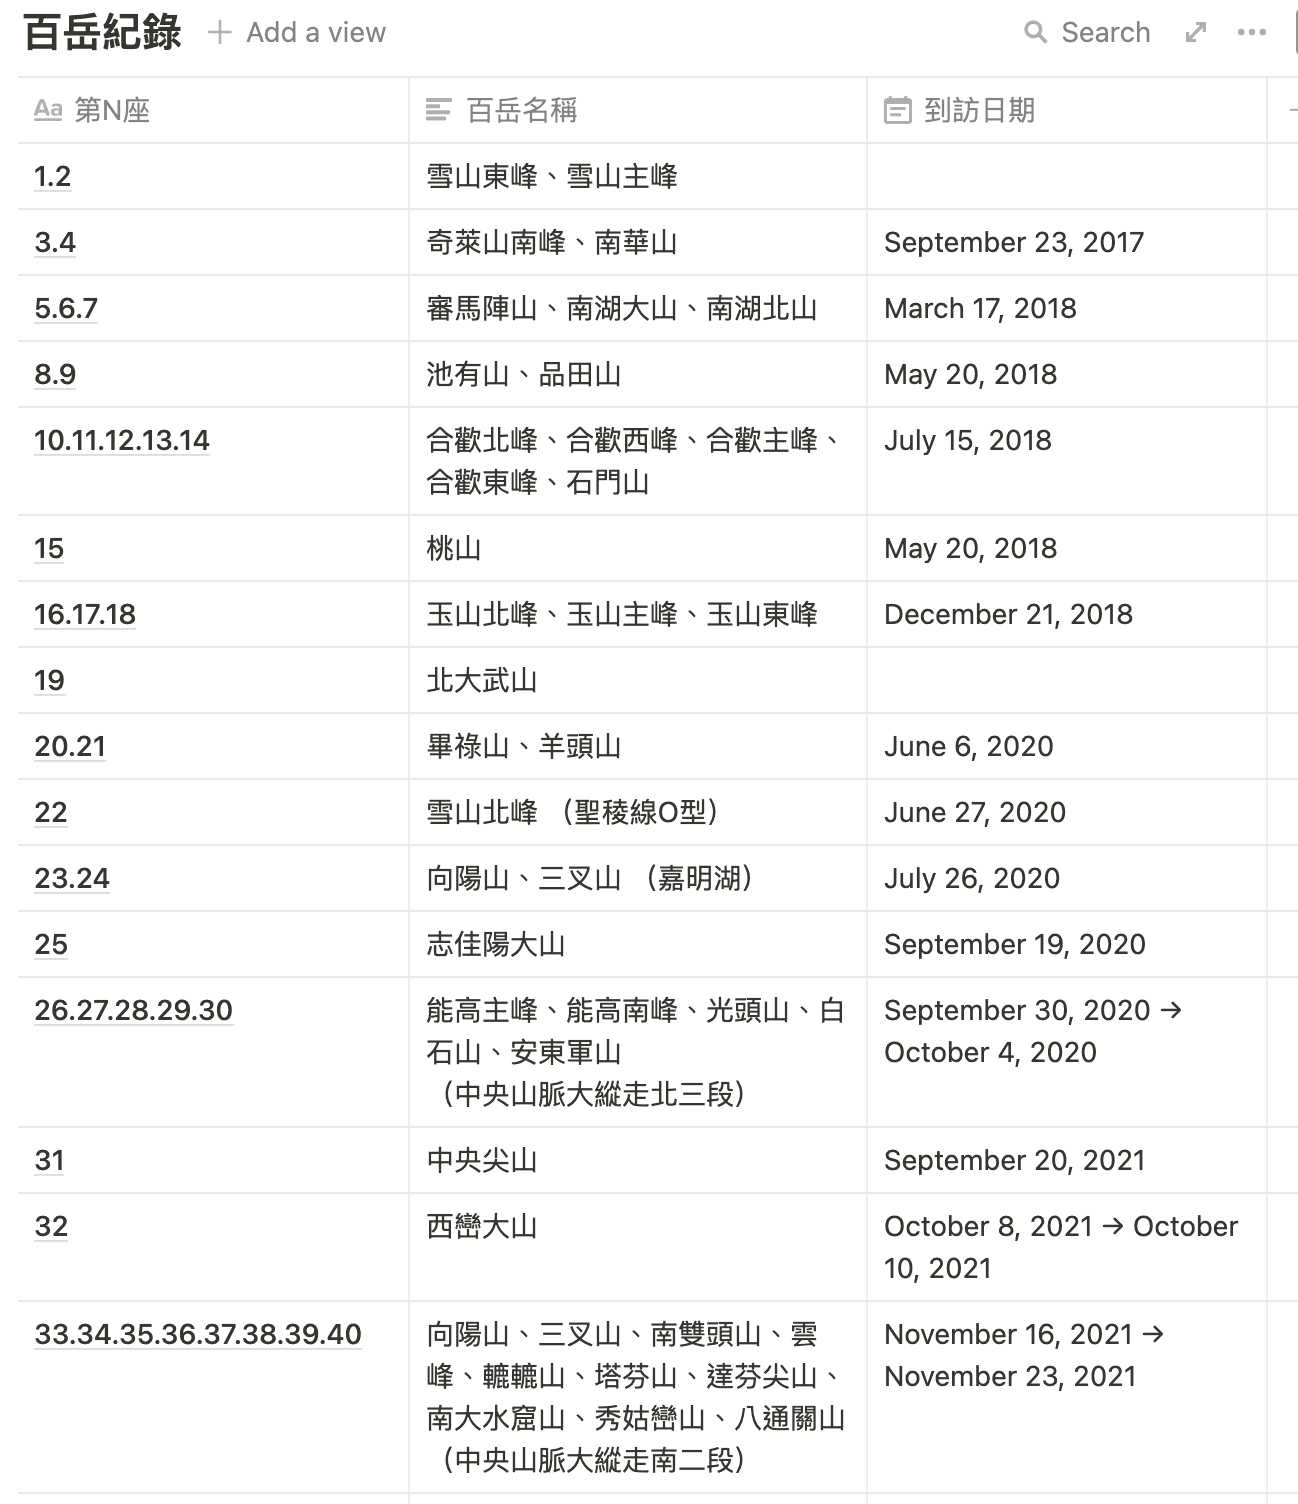 百岳紀錄 + Add a view Search
Aa 第N座 百岳名稱 到訪日期
1.2 雪山東峰、雪山主峰
3.4 奇萊山南峰、南華山 September 23, 2017
5.6.7 審馬陣山、南湖大山、南湖北山 March 17, 2018
8.9 池有山、品田山 May 20, 2018
10.11.12.13.14 合歡北峰、合歡西峰、合歡主峰、 July 15, 2018
合歡東峰、石門山
15 桃山 May 20, 2018
16.17.18 玉山北峰、玉山主峰、玉山東峰 December 21, 2018
19 北大武山
20.21 畢祿山、羊頭山 June 6, 2020
22 雪山北峰 （聖稜線O型） June 27, 2020
23.24 向陽山、三叉山 （嘉明湖） July 26, 2020
25 志佳陽大山 September 19, 2020
26.27.28.29.30 能高主峰、能高南峰、光頭山、白 September 30, 2020 →
石山、安東軍山 October 4, 2020
（中央山脈大縱走北三段）
31 中央尖山 September 20, 2021
32 西巒大山 October 8, 2021 → October
10, 2021
33.34.35.36.37.38.39.40 向陽山、三叉山、南雙頭山、雲 November 16, 2021 →
峰、轆轆山、塔芬山、達芬尖山、 November 23, 2021
南大水窟山、秀姑巒山、八通關山
（中央山脈大縱走南二段）